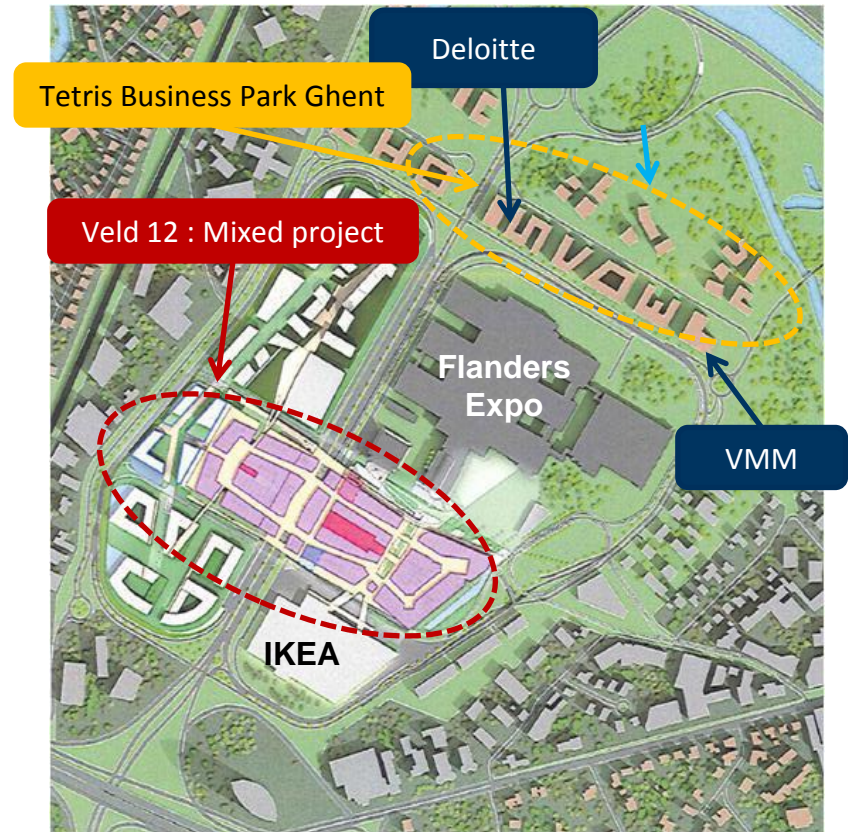 Deloitte
Tetris Business Park Ghent
Veld 12 : Mixed project
Flanders
Expo
VMM
IKEA